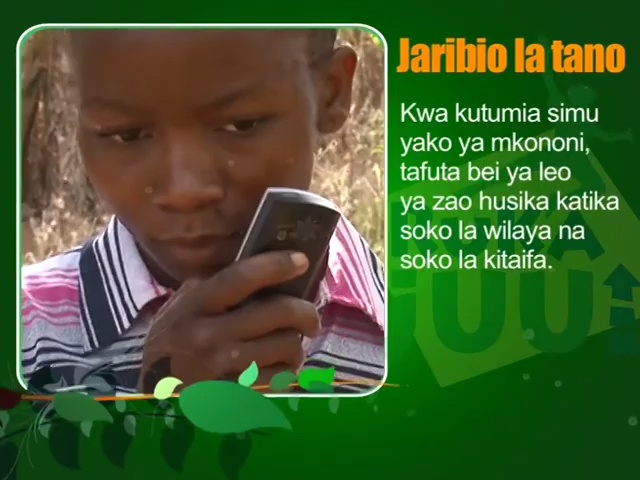 Jaribio la tano
Kwa kutumia simu
yako ya mkononi,
tafuta bei ya leo
ya zao husika katika
soko la wilaya na
soko la kitaifa.